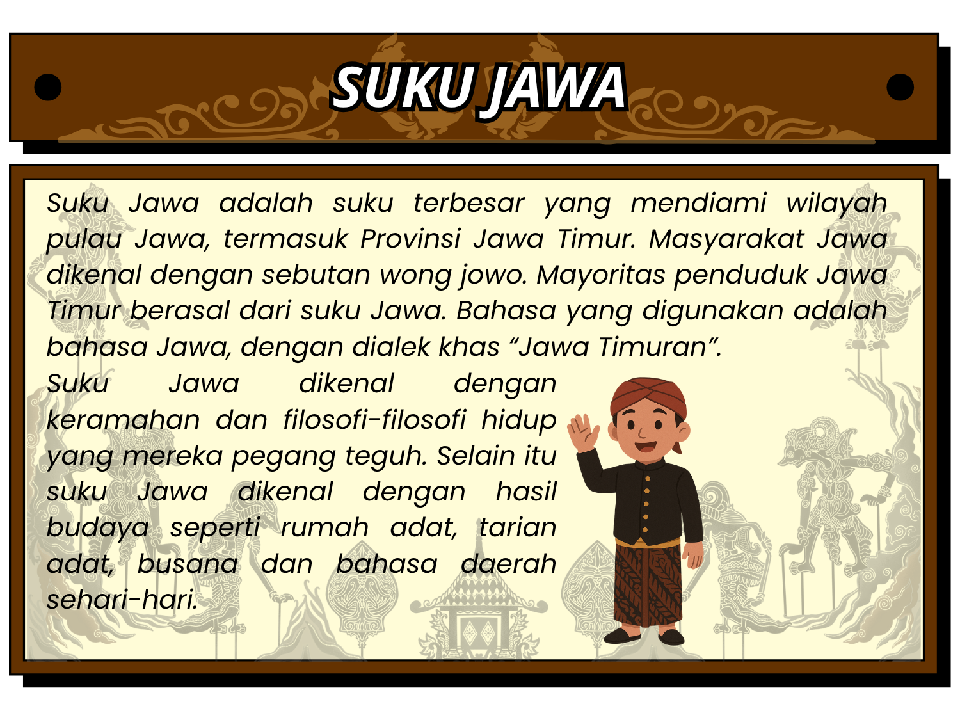 SUKU JAWA
Suku Jawa adalah suku terbesar yang mendiami wilayah
pulau Jawa, termasuk Provinsi Jawa Timur. Masyarakat Jawa
dikenal dengan sebutan wong jowo. Mayoritas penduduk Jawa
Timur berasal dari suku Jawa. Bahasa yang digunakan adalah
bahasa Jawa, dengan dialek khas “Jawa Timuran”.
Suku Jawa dikenal dengan
keramahan dan filosofi-filosofi hidup
yang mereka pegang teguh. Selain itu
suku Jawa dikenal dengan hasil
budaya seperti rumah adat, tarian
adat, busana dan bahasa daerah
sehari-hari.